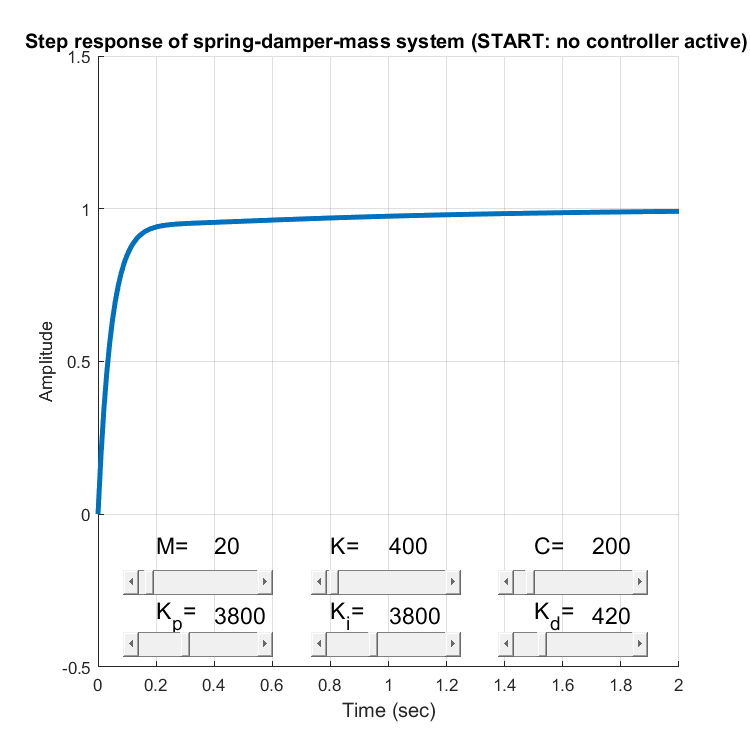 Step response of spring-damper-mass system (START: no controller active)
1.5
1
0.5
0
-0.5
Amplitude
M= 20 K= 400 C= 200
Kp= 3800 Ki= 3800 Kd= 420
0 0.2 0.4 0.6 0.8 1 1.2 1.4 1.6 1.8 2
Time (sec)